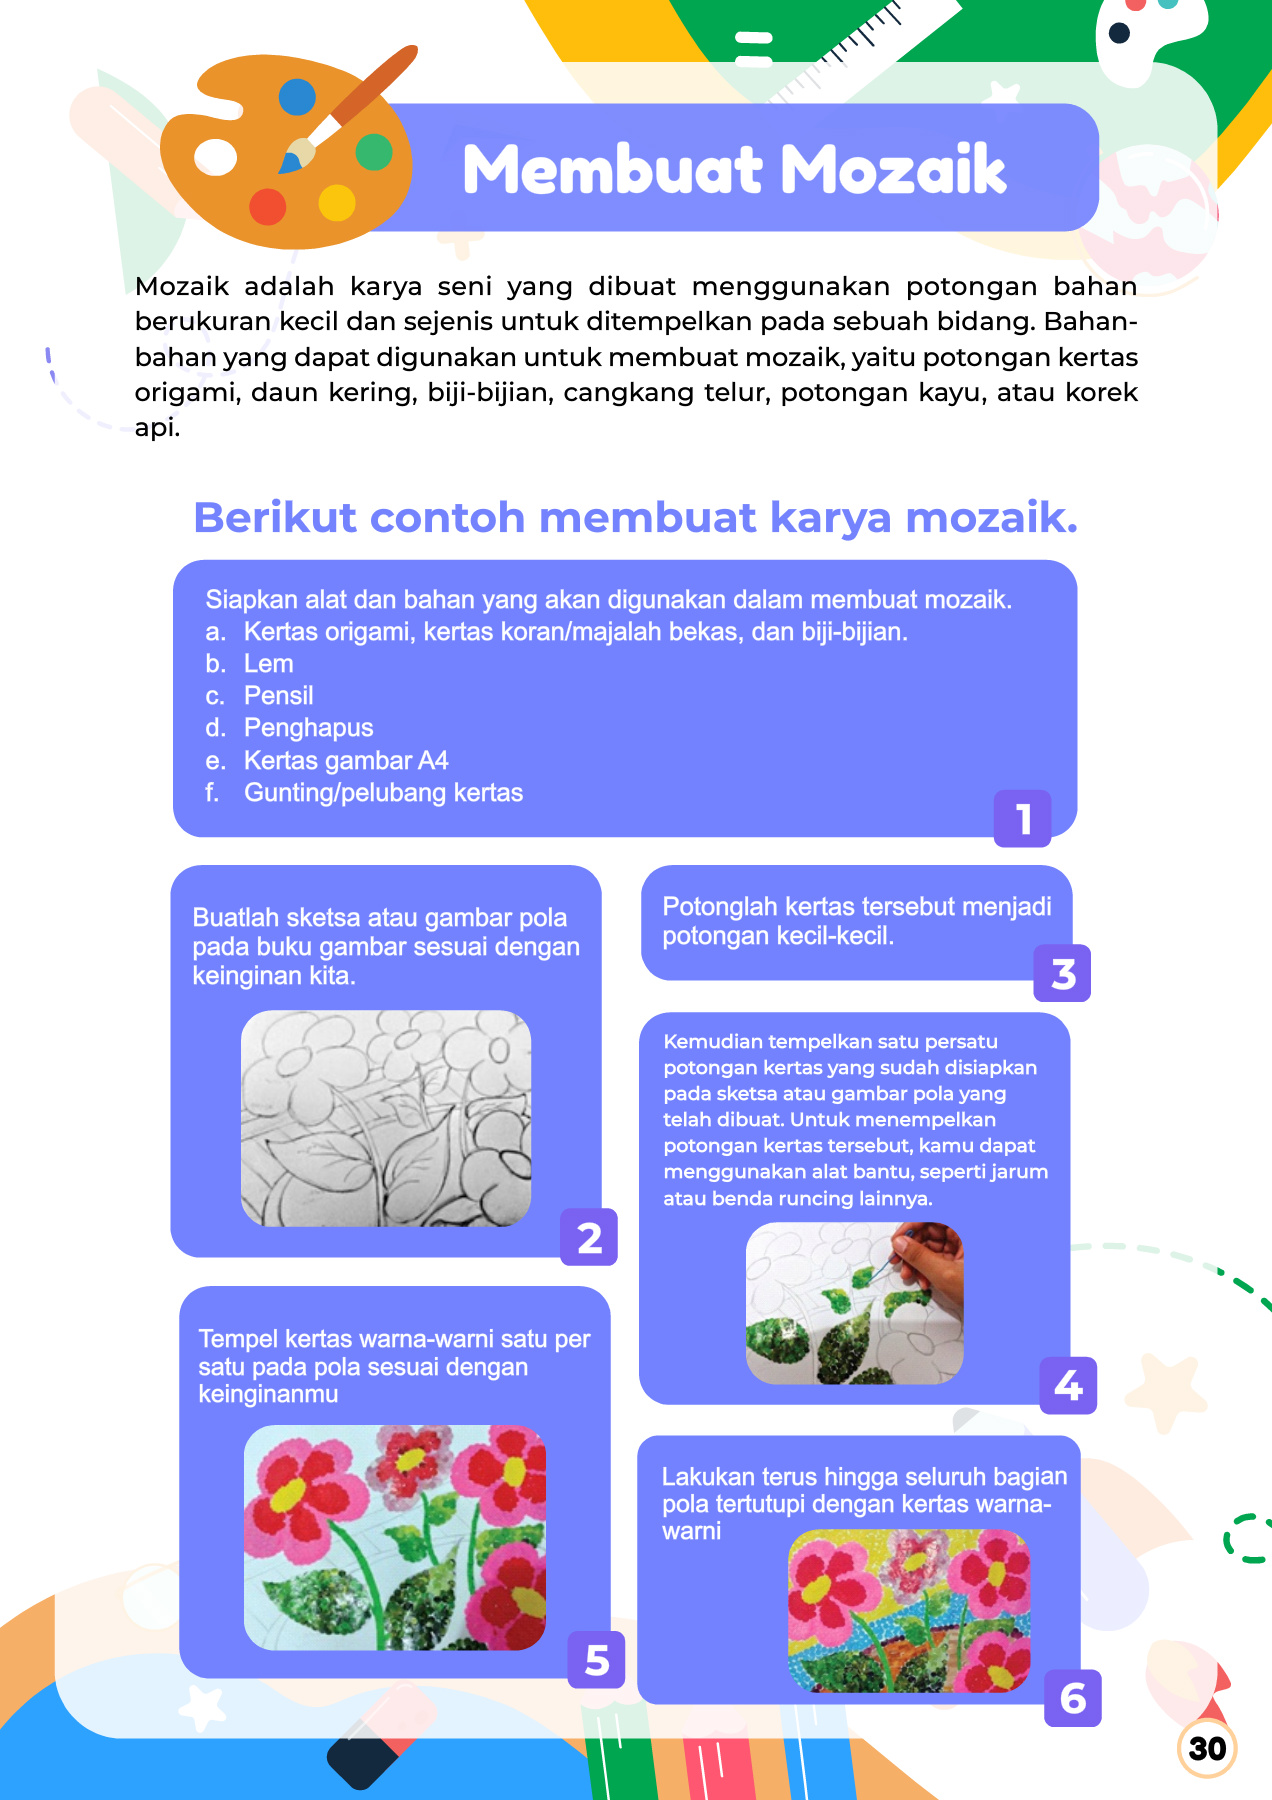 Membuat Mozaik
Mozaik adalah karya seni yang dibuat menggunakan potongan bahan
berukuran kecil dan sejenis untuk ditempelkan pada sebuah bidang. Bahan-
bahan yang dapat digunakan untuk membuat mozaik, yaitu potongan kertas
origami, daun kering, biji-bijian, cangkang telur, potongan kayu, atau korek
api.
Berikut contoh membuat karya mozaik.
Siapkan alat dan bahan yang akan digunakan dalam membuat mozaik.
a. Kertas origami, kertas koran/majalah bekas, dan biji-bijian.
b. Lem
c. Pensil
d. Penghapus
e. Kertas gambar A4
f. Gunting/pelubang kertas
1
Buatlah sketsa atau gambar pola
pada buku gambar sesuai dengan
keinginan kita.
2
Potonglah kertas tersebut menjadi
potongan kecil-kecil.
3
Kemudian tempelkan satu persatu
potongan kertas yang sudah disiapkan
pada sketsa atau gambar pola yang
telah dibuat. Untuk menempelkan
potongan kertas tersebut, kamu dapat
menggunakan alat bantu, seperti jarum
atau benda runcing lainnya.
4
Tempel kertas warna-warni satu per
satu pada pola sesuai dengan
keinginanmu
5
Lakukan terus hingga seluruh bagian
pola tertutupi dengan kertas warna-
warni
6
30